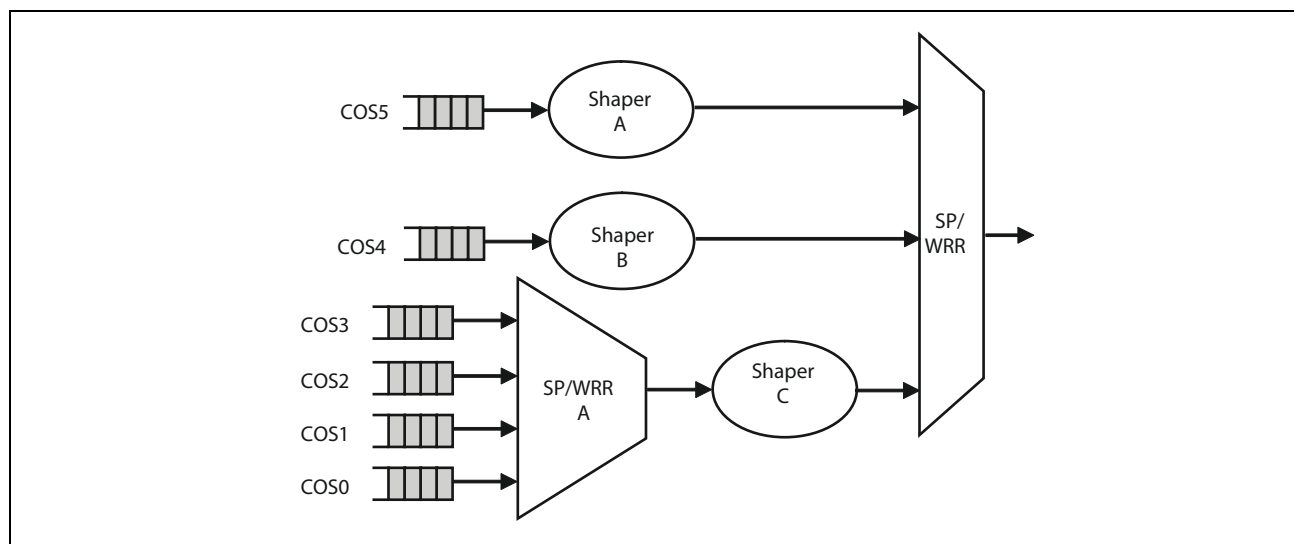 COS5
Shaper
A
COS4
Shaper
B
SP/
WRR
COS3
COS2
COS1
COS0
SP/WRR
A
Shaper
C